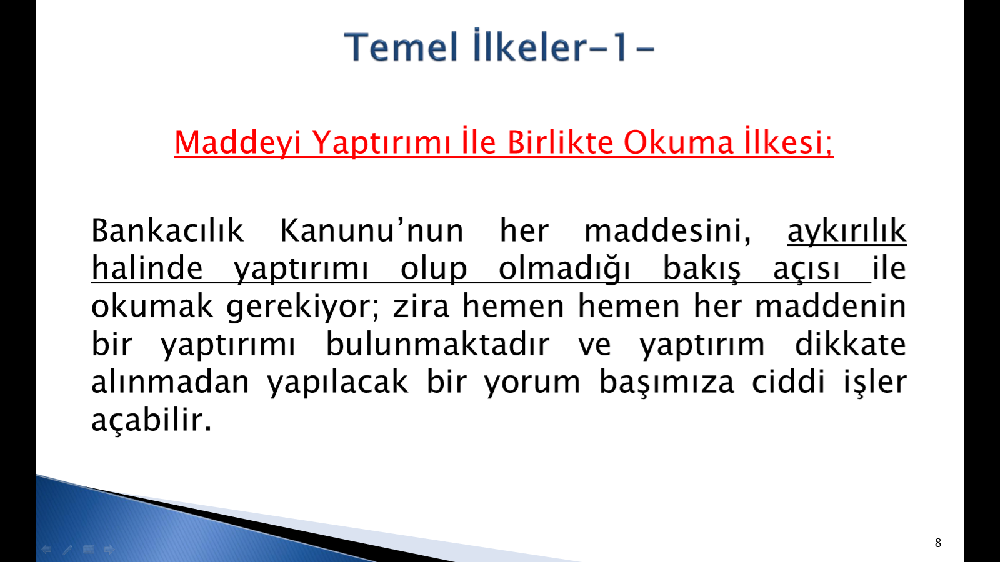 Temel İlkeler-1-
Maddeyi Yaptırımı İle Birlikte Okuma İlkesi;
Bankacılık Kanunu’nun her maddesini, aykırılık
halinde yaptırımı olup olmadığı bakış açısı ile
okumak gerekiyor; zira hemen hemen her maddenin
bir yaptırımı bulunmaktadır ve yaptırım dikkate
alınmadan yapılacak bir yorum başımıza ciddi işler
açabilir.
8